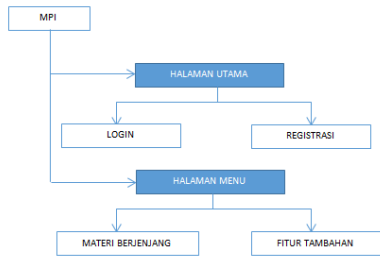 MPI
HALAMAN UTAMA
LOGIN
REGISTRASI
HALAMAN MENU
MATERI BERJENJANG
FITUR TAMBAHAN